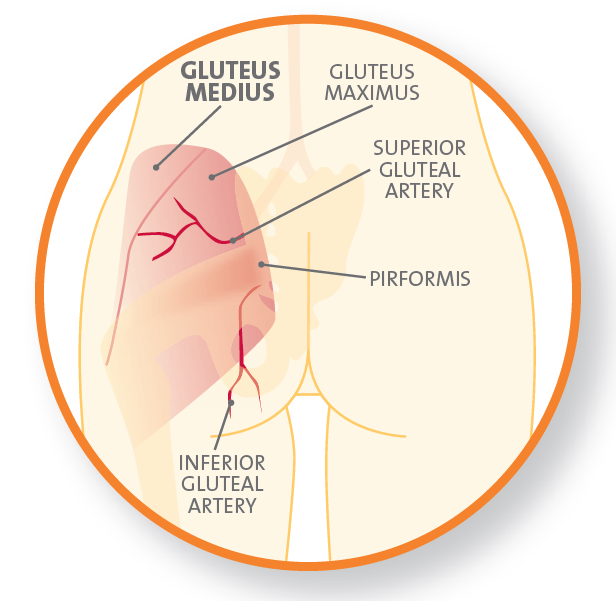 GLUTEUS
MEDIUS
GLUTEUS
MAXIMUS
SUPERIOR
GLUTEAL
ARTERY
PIRFORMIS
INFERIOR
GLUTEAL
ARTERY